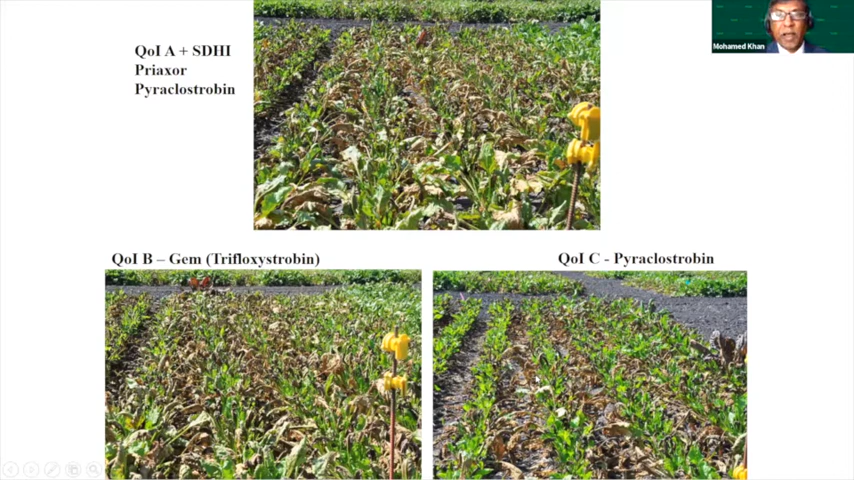 QoI A + SDHI
Priaxor
Pyraclostrobin
Mohamed Khan
QoI B – Gem (Trifloxystrobin)
QoI C - Pyraclostrobin